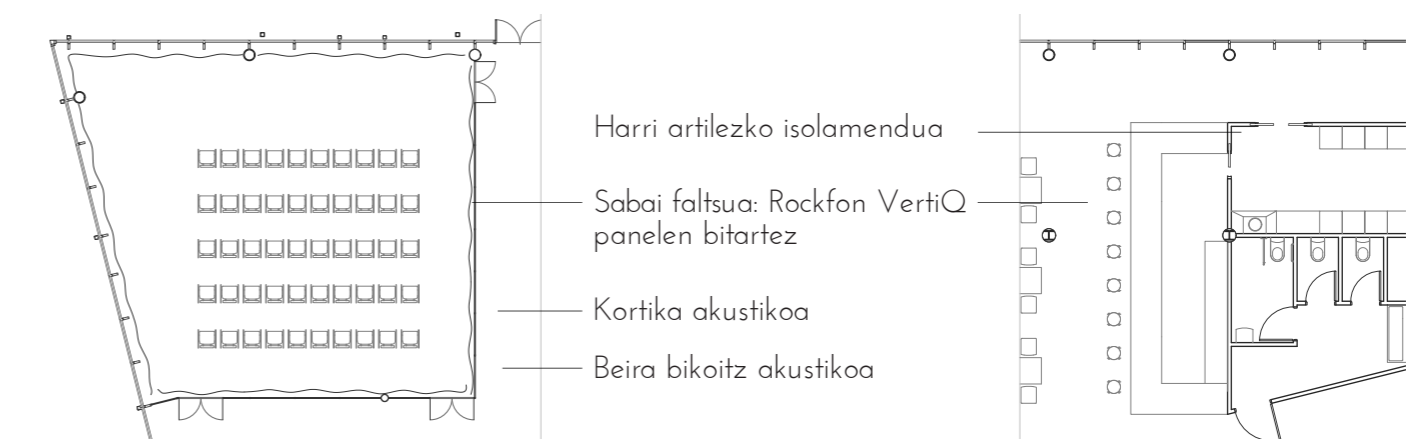 Harri artilezko isolamendua
Sabai faltsua: Rockfon VertiQ
panelen bitartez
Kortika akustikoa
Beira bikoitz akustikoa